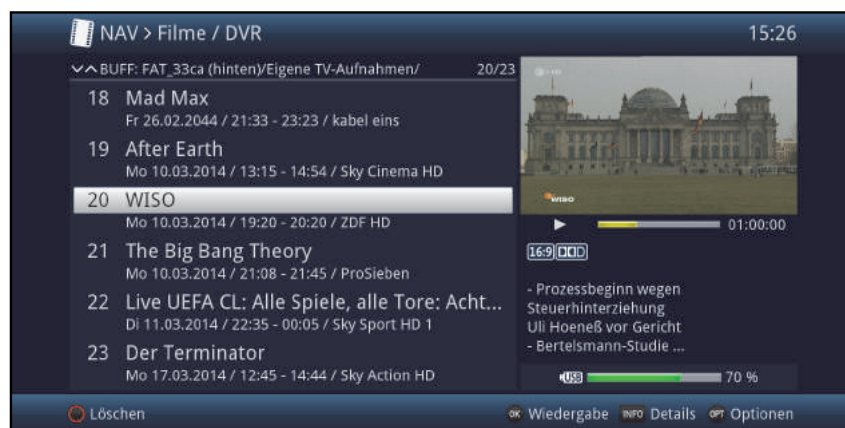 NAV > Filme / DVR 15:26
BUFF: FAT_33ca (hinten)/Eigene TV-Aufnahmen/ 20/23
18 Mad Max
Fr 26.02.2044 / 21:33 - 23:23 / kabel eins
19 After Earth
Mo 10.03.2014 / 13:15 - 14:54 / Sky Cinema HD
20 WISO
Mo 10.03.2014 / 19:20 - 20:20 / ZDF HD
21 The Big Bang Theory
Mo 10.03.2014 / 21:08 - 21:45 / ProSieben
22 Live UEFA CL: Alle Spiele, alle Tore: Acht...
Di 11.03.2014 / 22:35 - 00:05 / Sky Sport HD 1
23 Der Terminator
Mo 17.03.2014 / 12:45 - 14:44 / Sky Action HD
WISO
01:00:00
16:9
- Prozessbeginn wegen
Steuerhinterziehung
Uli Hoeneß vor Gericht
- Bertelsmann-Studie ...
USB 70 %
Löschen OK Wiedergabe INFO Details OPT Optionen